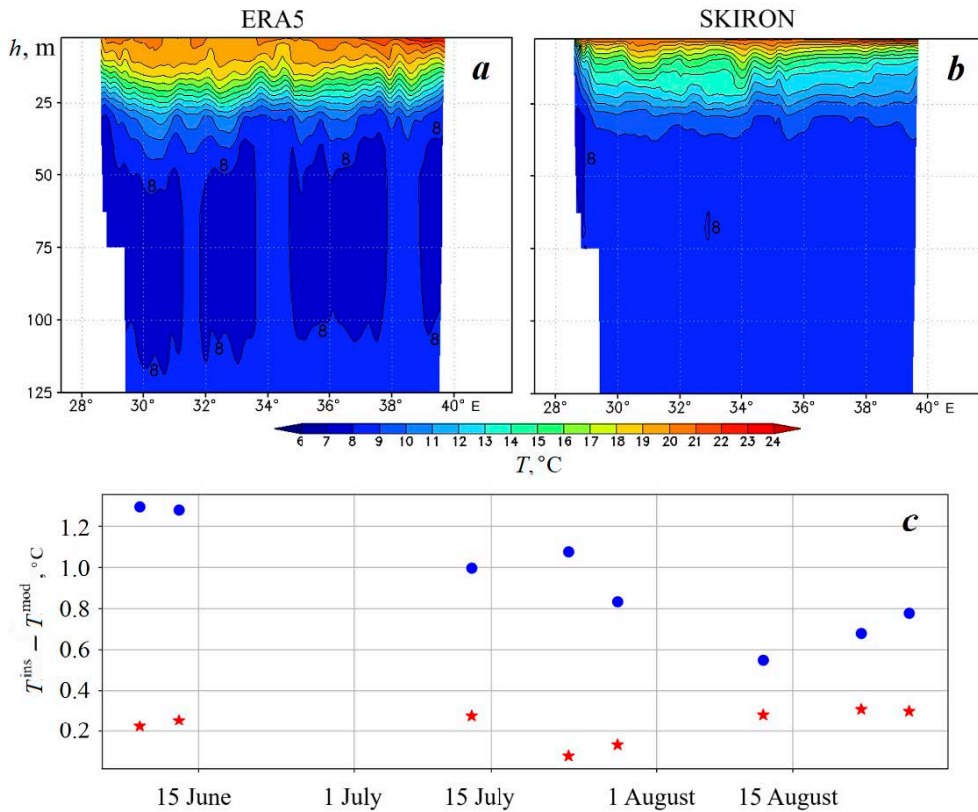 ERA5 SKIRON
h, m a b
25
50
75
100
125
8 8 8 8
8 8 8 8
8 8
28° 30° 32° 34° 36° 38° 40° E
28° 30° 32° 34° 36° 38° 40° E
6 7 8 9 10 11 12 13 14 15 16 17 18 19 20 21 22 23 24
T, °C
c
T^ins − T^mod, °C
1.2
1.0
0.8
0.6
0.4
0.2
15 June 1 July 15 July 1 August 15 August